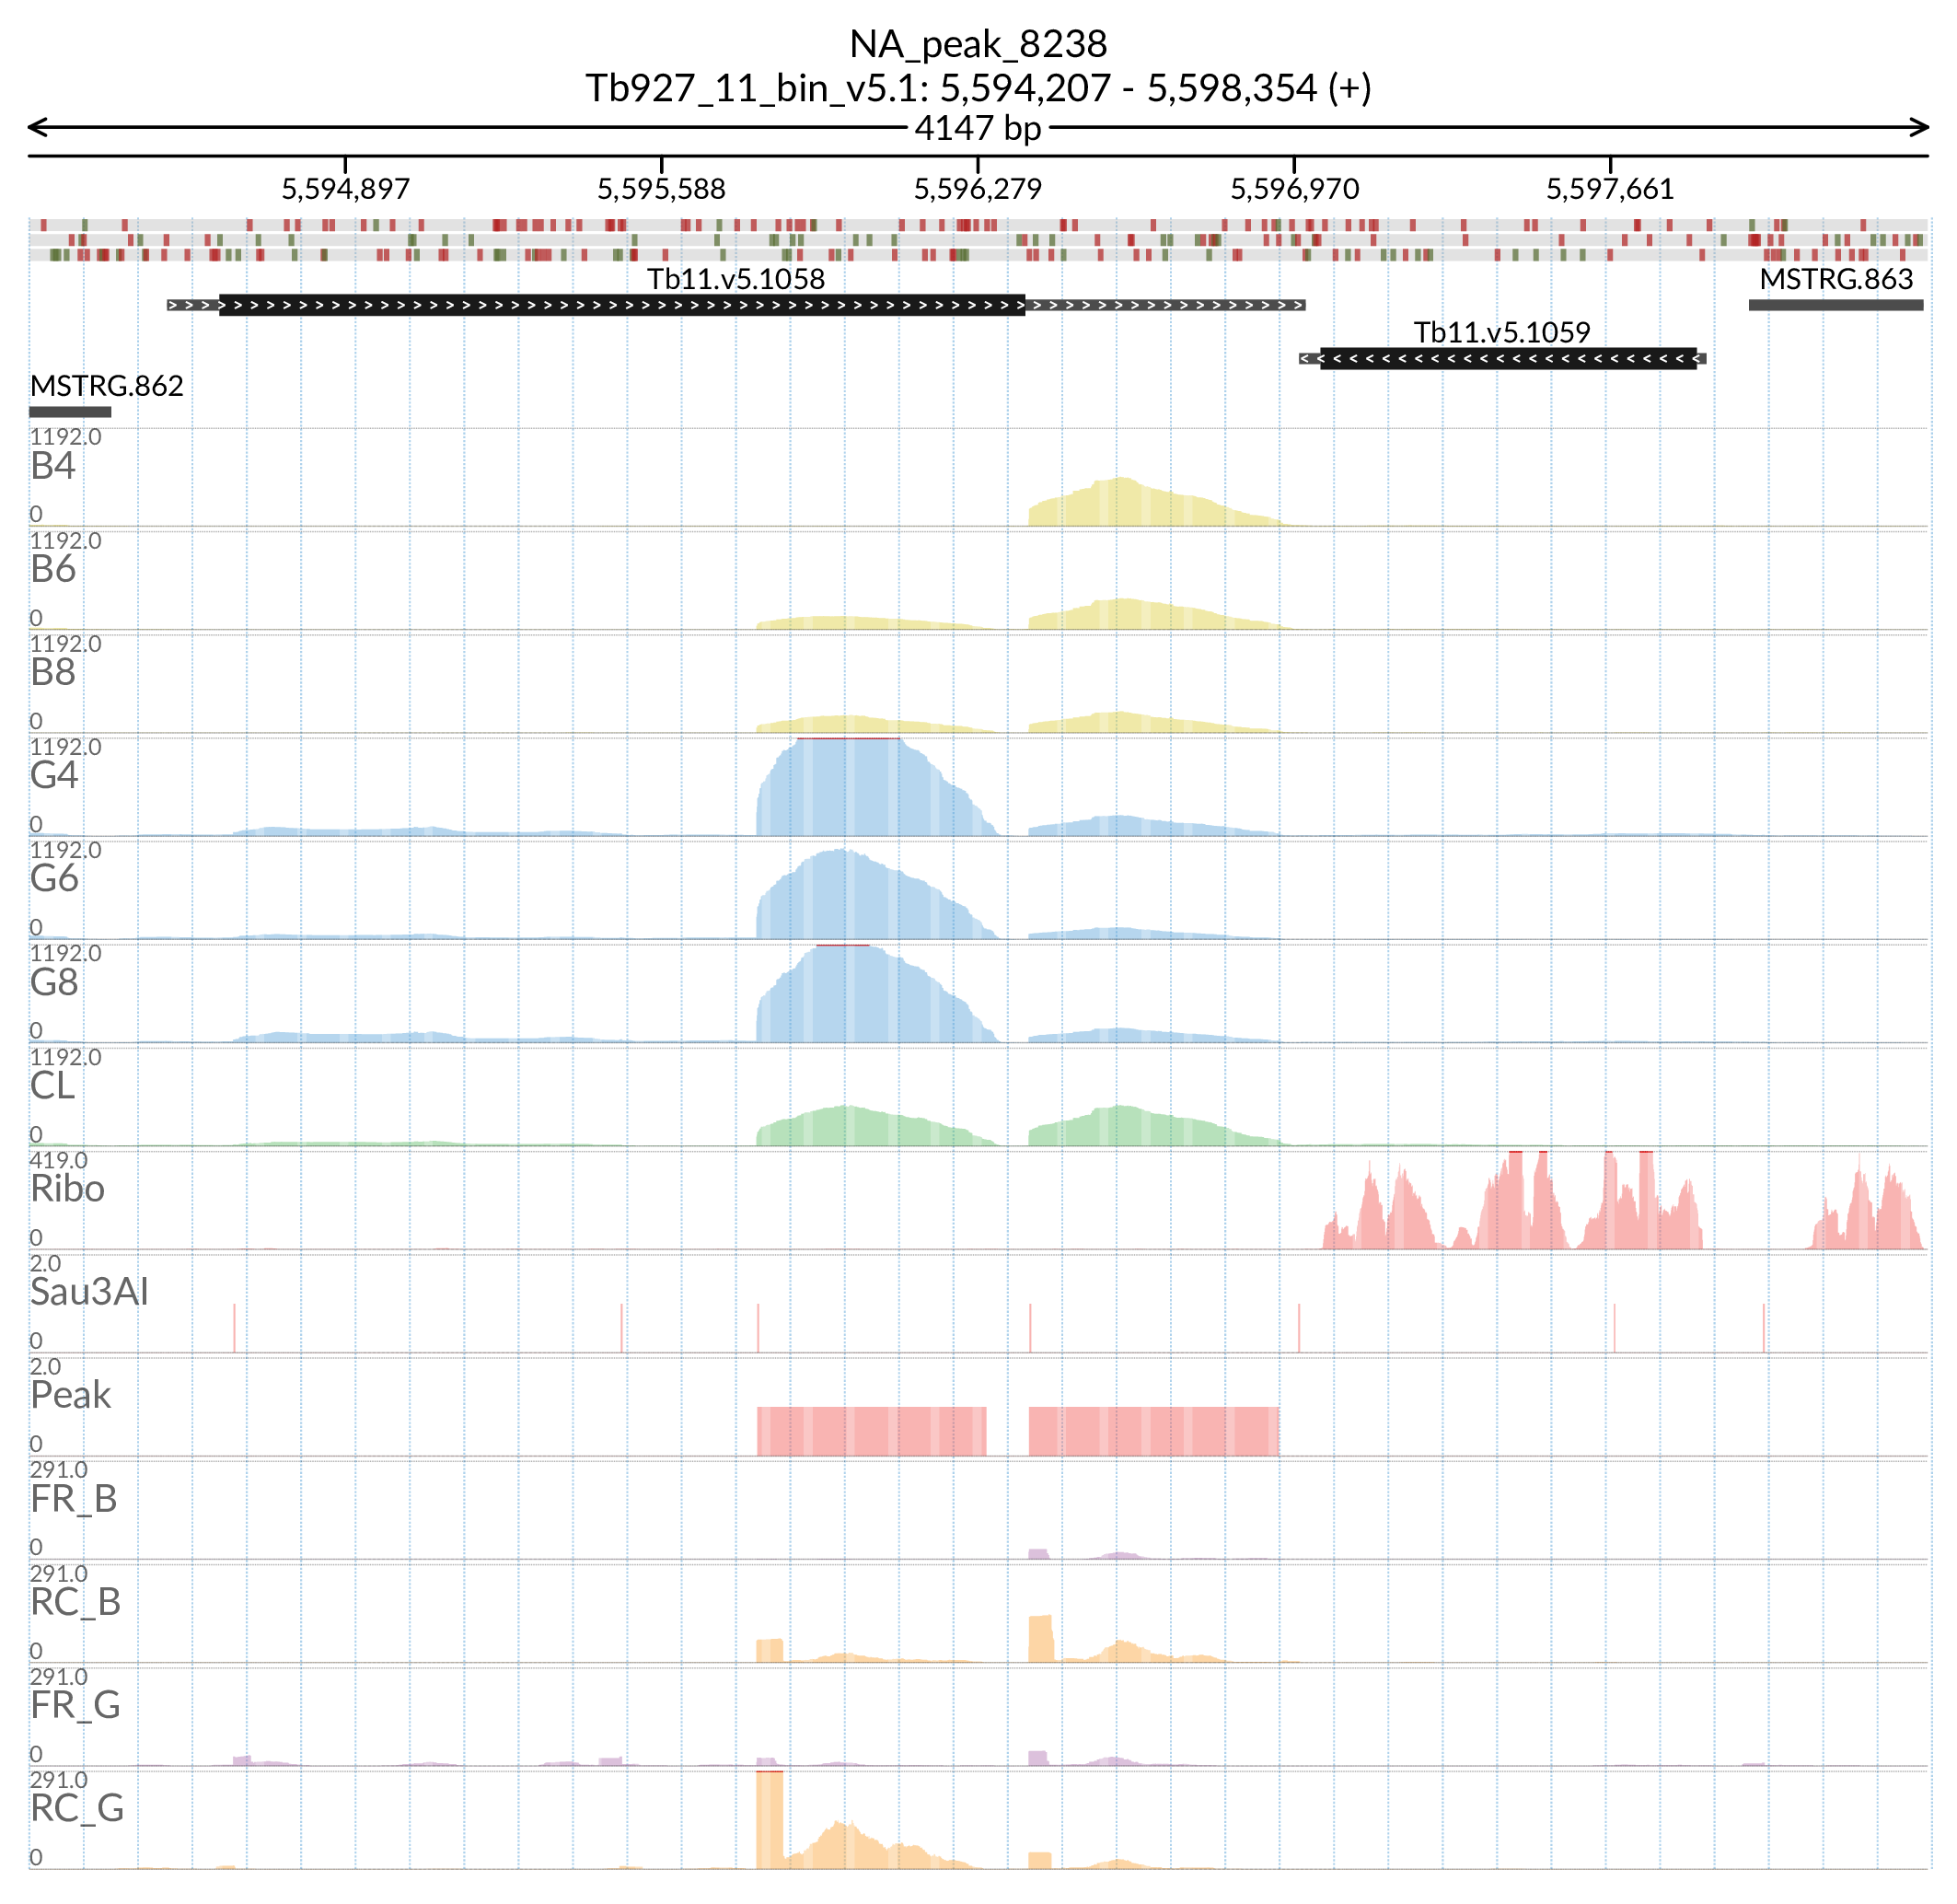 NA_peak_8238
Tb927_11_bin_v5.1: 5,594,207 - 5,598,354 (+)
4147 bp
5,594,897 5,595,588 5,596,279 5,596,970 5,597,661
Tb11.v5.1058 MSTRG.863
Tb11.v5.1059
MSTRG.862
1192.0
B4
0
1192.0
B6
0
1192.0
B8
0
1192.0
G4
0
1192.0
G6
0
1192.0
G8
0
1192.0
CL
0
419.0
Ribo
0
2.0
Sau3AI
0
2.0
Peak
0
291.0
FR_B
0
291.0
RC_B
0
291.0
FR_G
0
291.0
RC_G
0